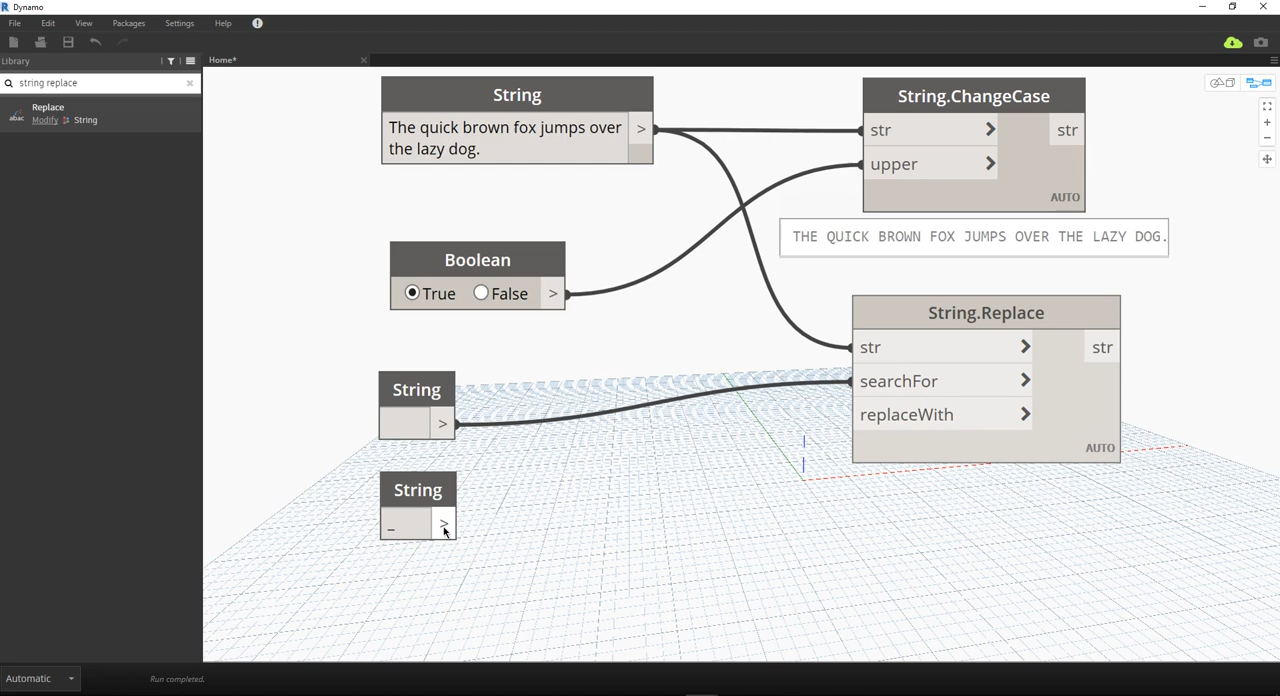 Dynamo
File Edit View Packages Settings Help
Library
Home*
string replace
Replace
Modify String
abac
String
The quick brown fox jumps over
the lazy dog.
>
String.ChangeCase
str > str
upper >
AUTO
THE QUICK BROWN FOX JUMPS OVER THE LAZY DOG.
Boolean
True False >
String.Replace
str > str
searchFor >
replaceWith >
AUTO
String
>
String
_ >
Automatic
Run completed.